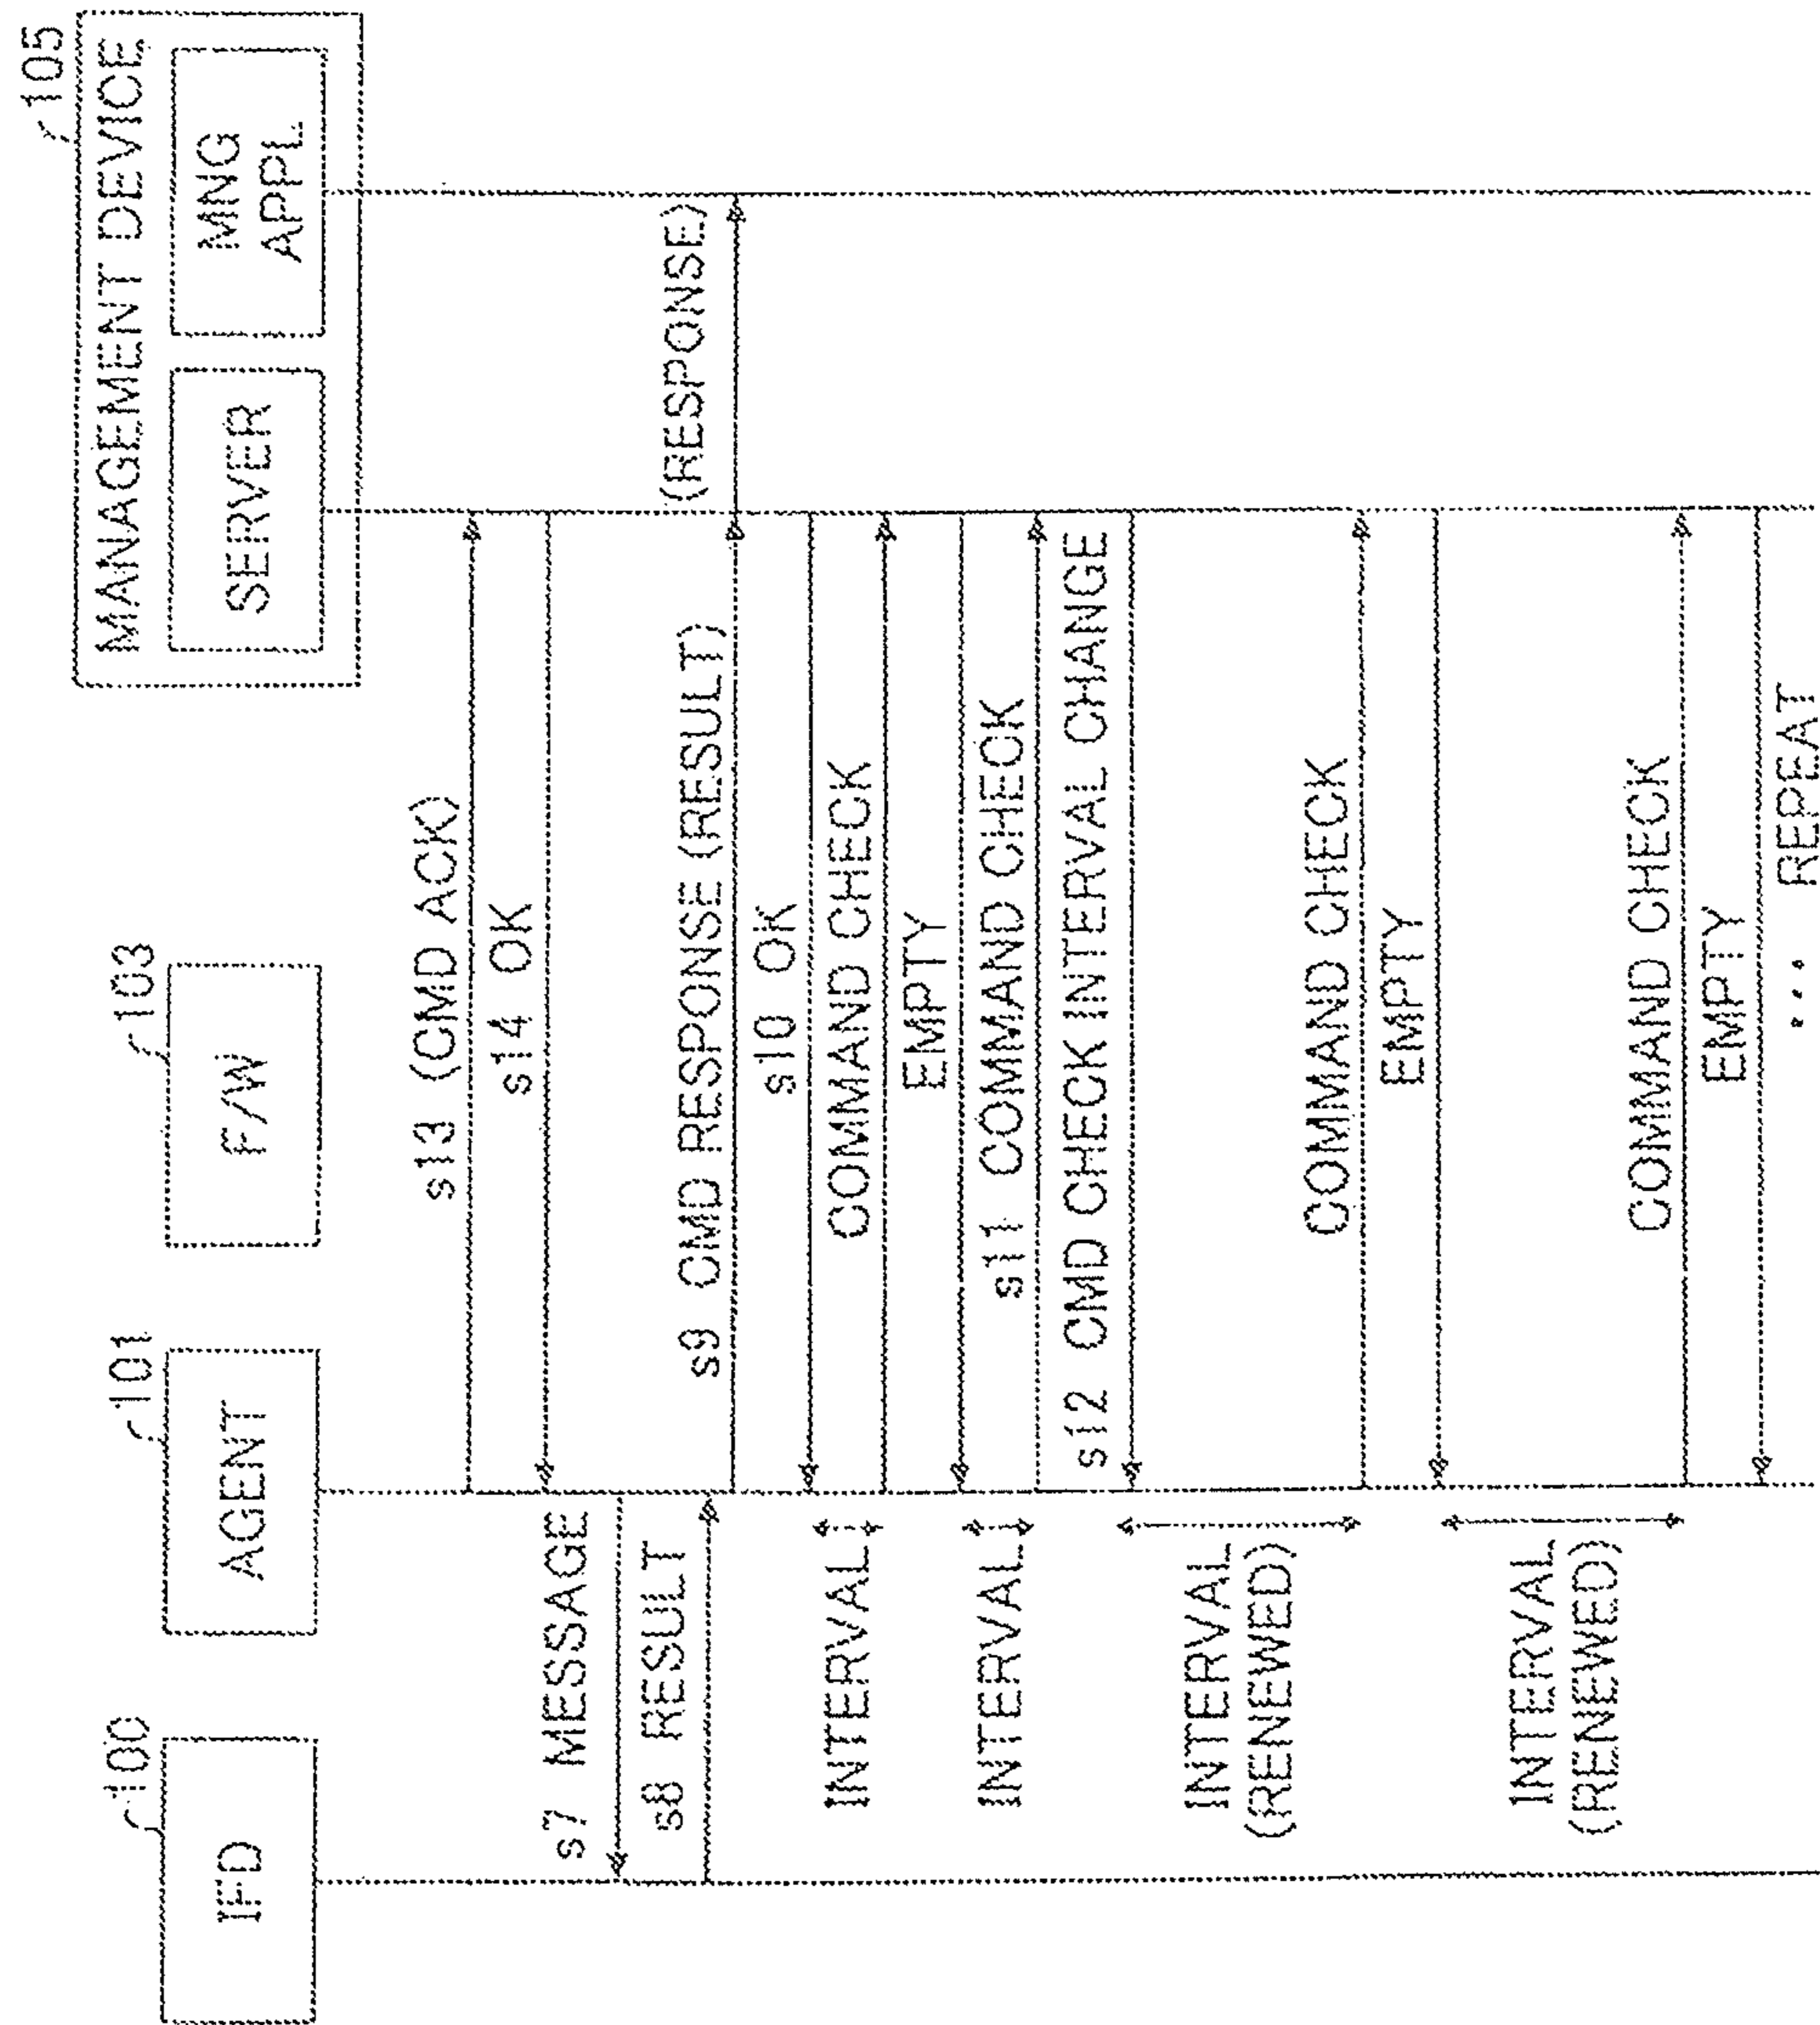 100
IFD
101
AGENT
103
F/W
105
MANAGEMENT DEVICE
SERVER
MNG
APPL
s13 (CMD ACK)
s14 OK
s7 MESSAGE
s8 RESULT
s9 CMD RESPONSE (RESULT)
(RESPONSE)
s10 OK
INTERVAL
COMMAND CHECK
EMPTY
INTERVAL
s11 COMMAND CHECK
s12 CMD CHECK INTERVAL CHANGE
INTERVAL
(RENEWED)
COMMAND CHECK
EMPTY
INTERVAL
(RENEWED)
COMMAND CHECK
EMPTY
... REPEAT